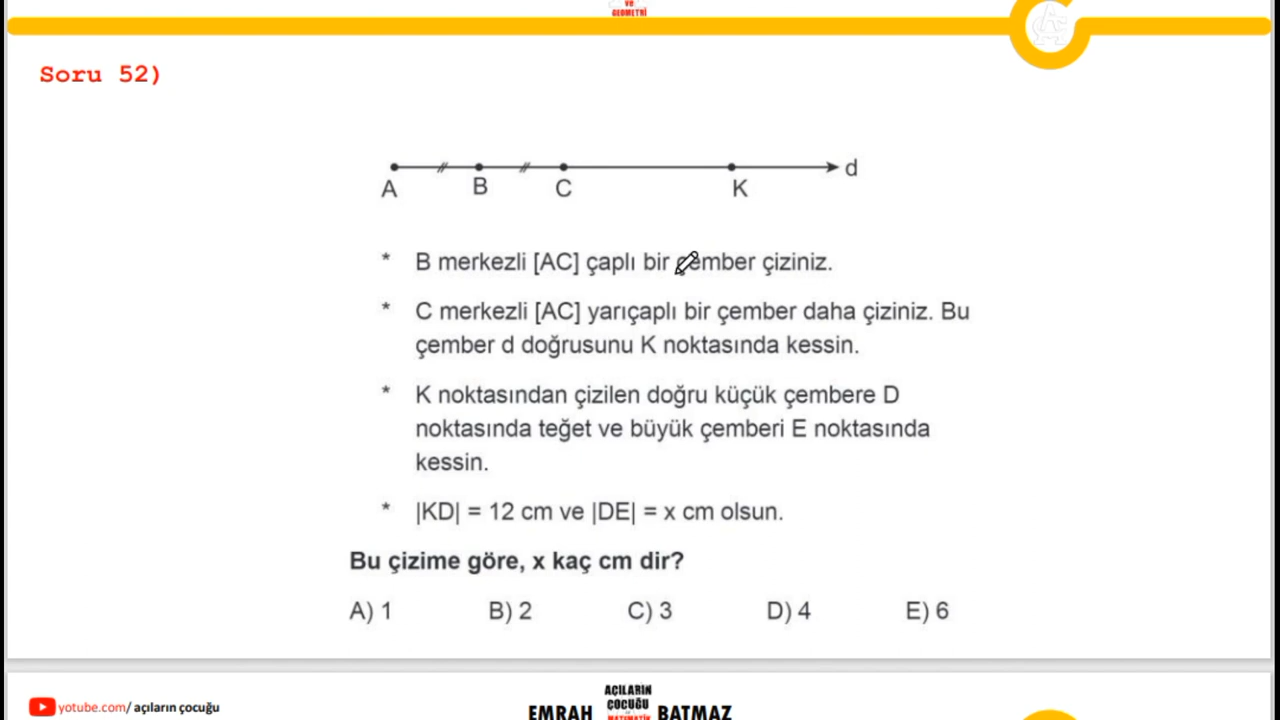 ve
GEOMETRİ
Soru 52)
A B C K d
* B merkezli [AC] çaplı bir çember çiziniz.
* C merkezli [AC] yarıçaplı bir çember daha çiziniz. Bu
çember d doğrusunu K noktasında kessin.
* K noktasından çizilen doğru küçük çembere D
noktasında teğet ve büyük çemberi E noktasında
kessin.
* |KD| = 12 cm ve |DE| = x cm olsun.
Bu çizime göre, x kaç cm dir?
A) 1 B) 2 C) 3 D) 4 E) 6
yotube.com/ açıların çocuğu
AÇILARIN
ÇOCUĞU
EMRAH MATEMATİK BATMAZ